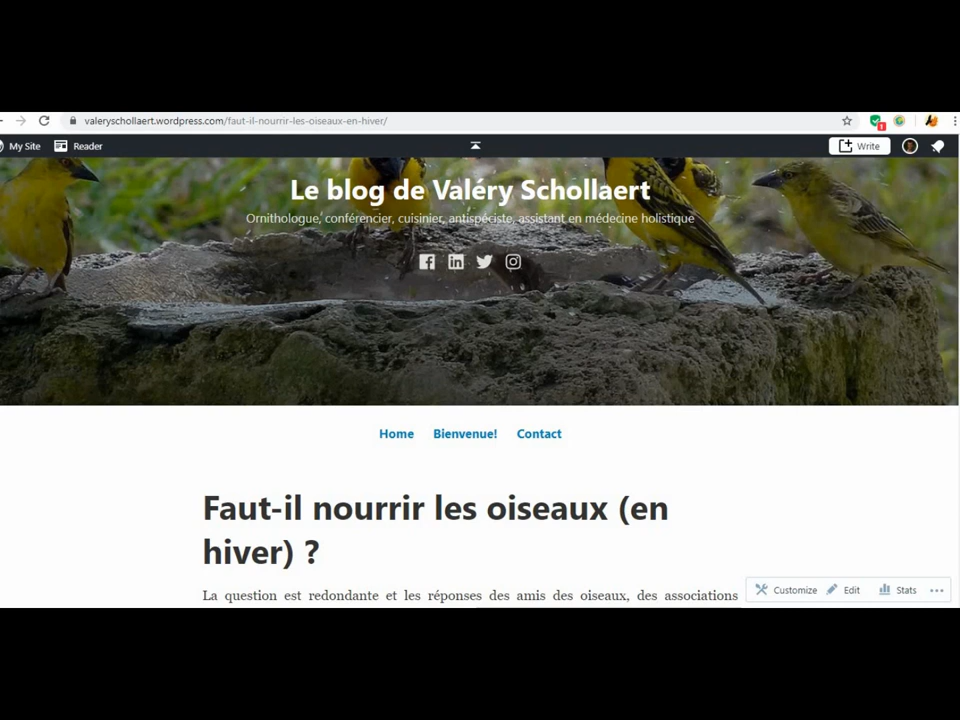 valeryschollaert.wordpress.com/faut-il-nourrir-les-oiseaux-en-hiver/
1
My Site Reader Write
Le blog de Valéry Schollaert
Ornithologue, conférencier, cuisinier, antispéciste, assistant en médecine holistique
Home Bienvenue! Contact
Faut-il nourrir les oiseaux (en
hiver) ?
La question est redondante et les réponses des amis des oiseaux, des associations
Customize Edit Stats